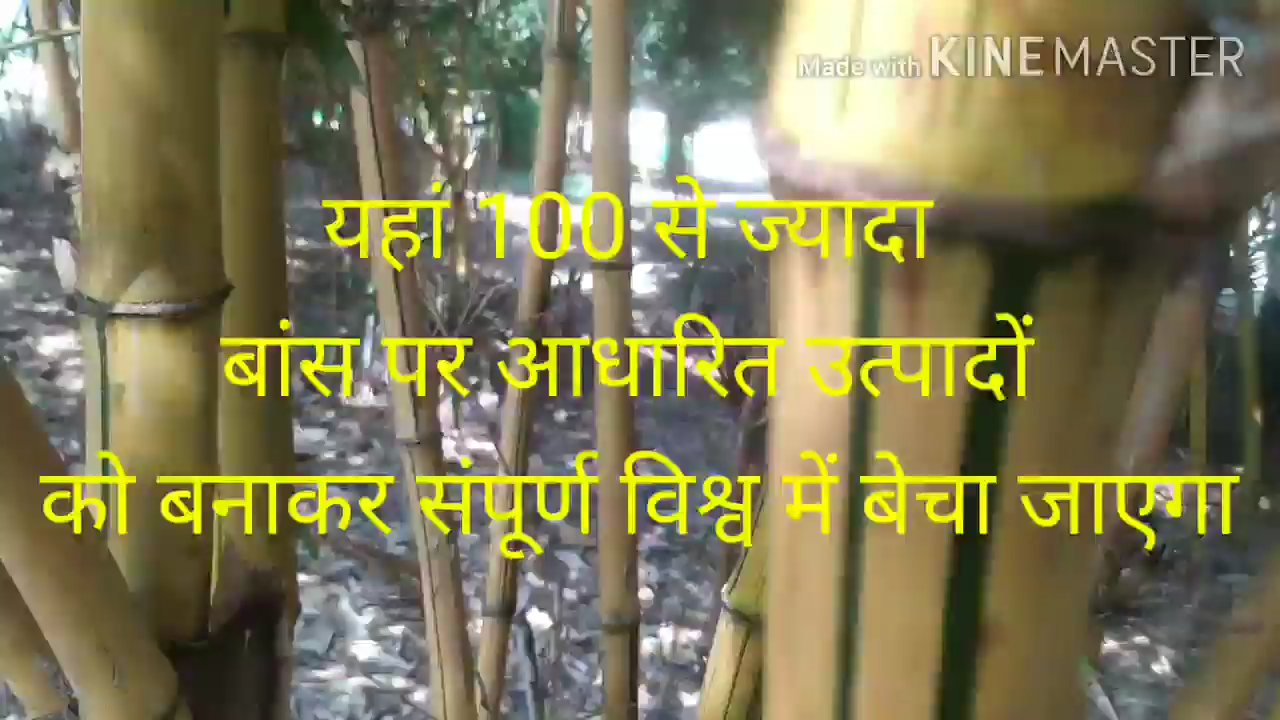 Made with KINEMASTER
यहां 100 से ज्यादा
बांस पर आधारित उत्पादों
को बनाकर संपूर्ण विश्व में बेचा जाएगा